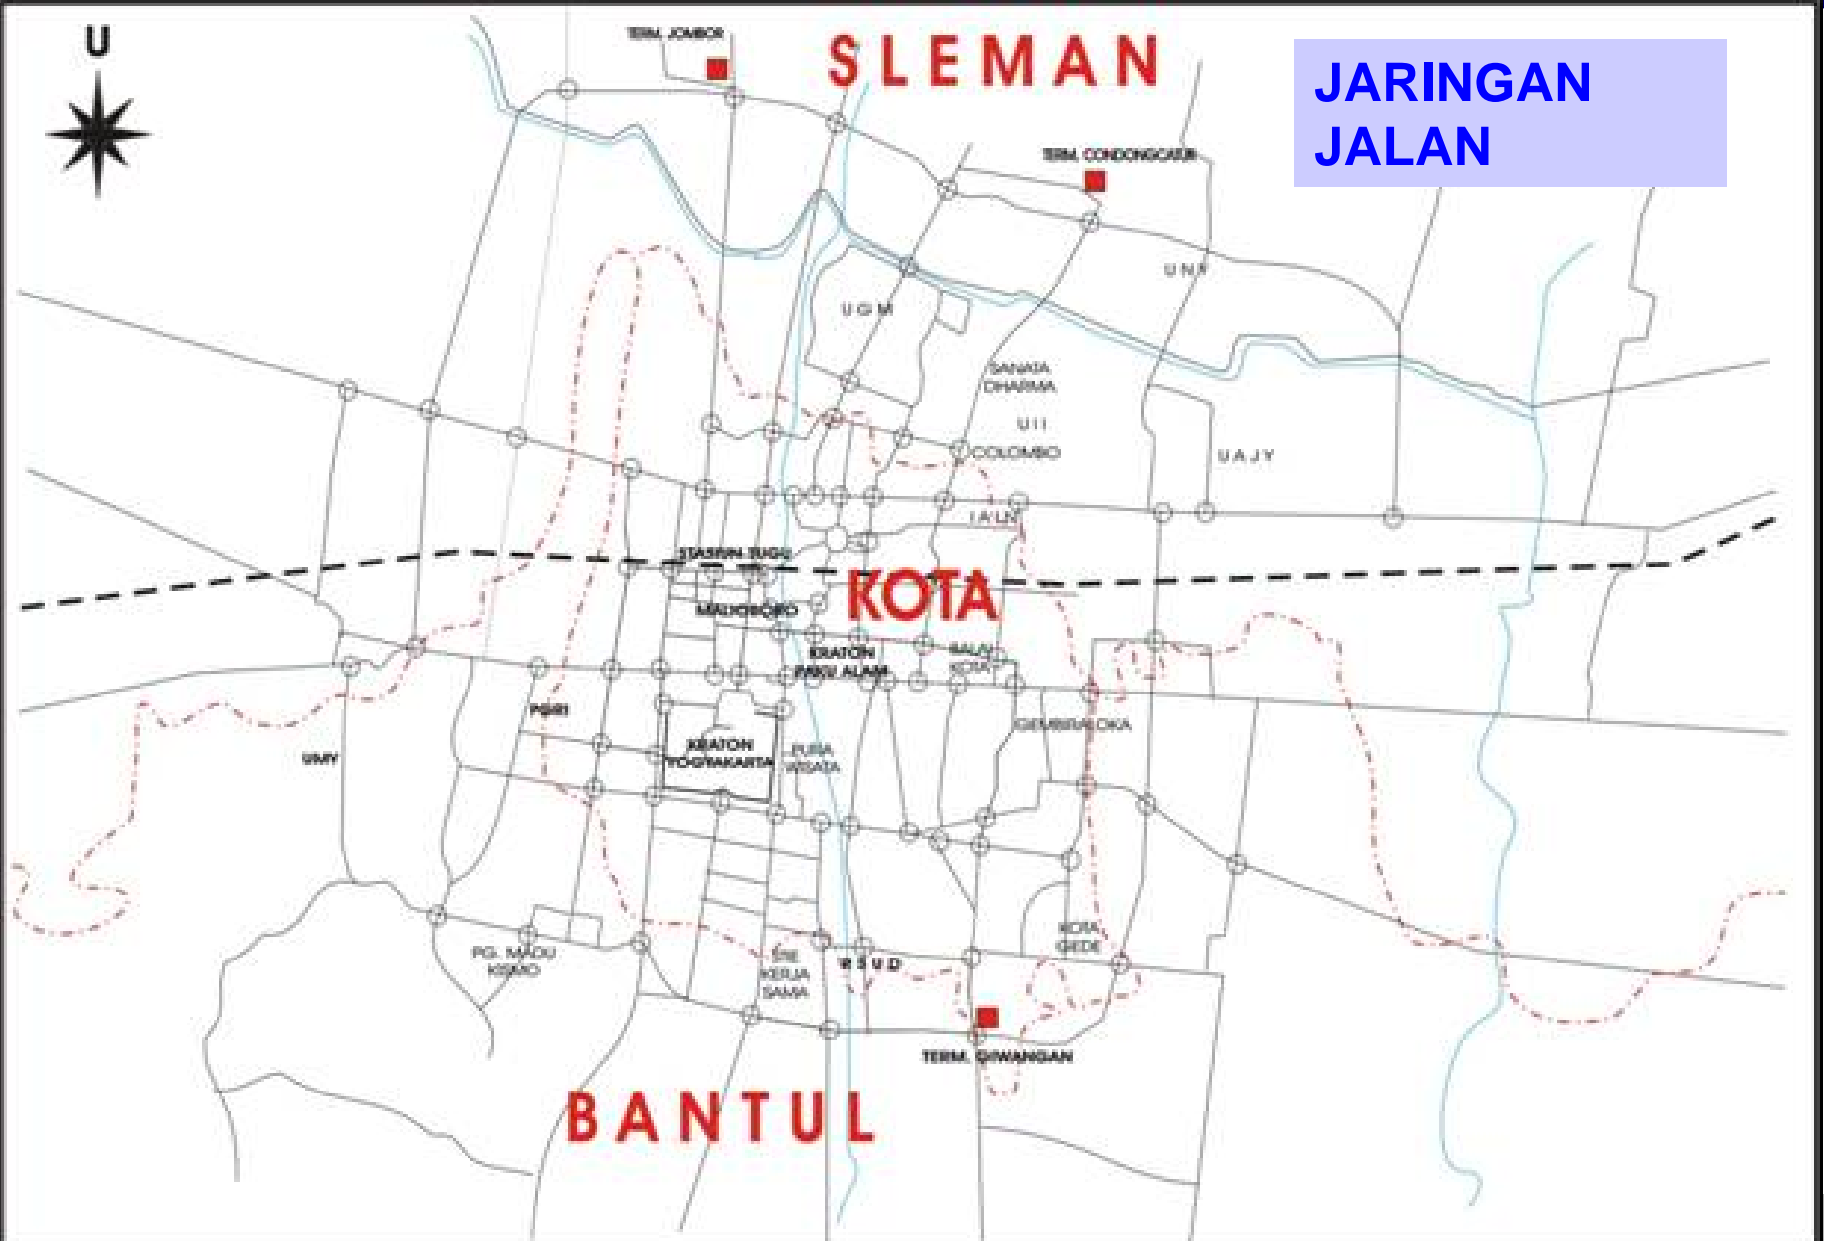 U
TERM. JOMBOR
SLEMAN
JARINGAN
JALAN
TERM. CONDONGCATUR
UNY
UGM
SANATA
DHARMA
UII
COLOMBO
UAJY
IAIN
STASIUN TUGU
KOTA
MALIOBORO
KRATON
PAKU ALAM
BALAI
KOTA
PGRI
GEMBIRALOKA
UMY
KRATON
YOGYAKARTA
PURA
WISATA
KOTA
GEDE
PG. MADU
KISMO
KERJA
SAMA
RSUD
TERM. GIWANGAN
BANTUL